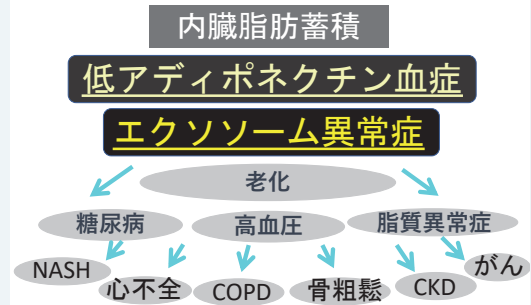 内臓脂肪蓄積
低アディポネクチン血症
エクソソーム異常症
老化
糖尿病 高血圧 脂質異常症
NASH 心不全 COPD 骨粗鬆 CKD がん